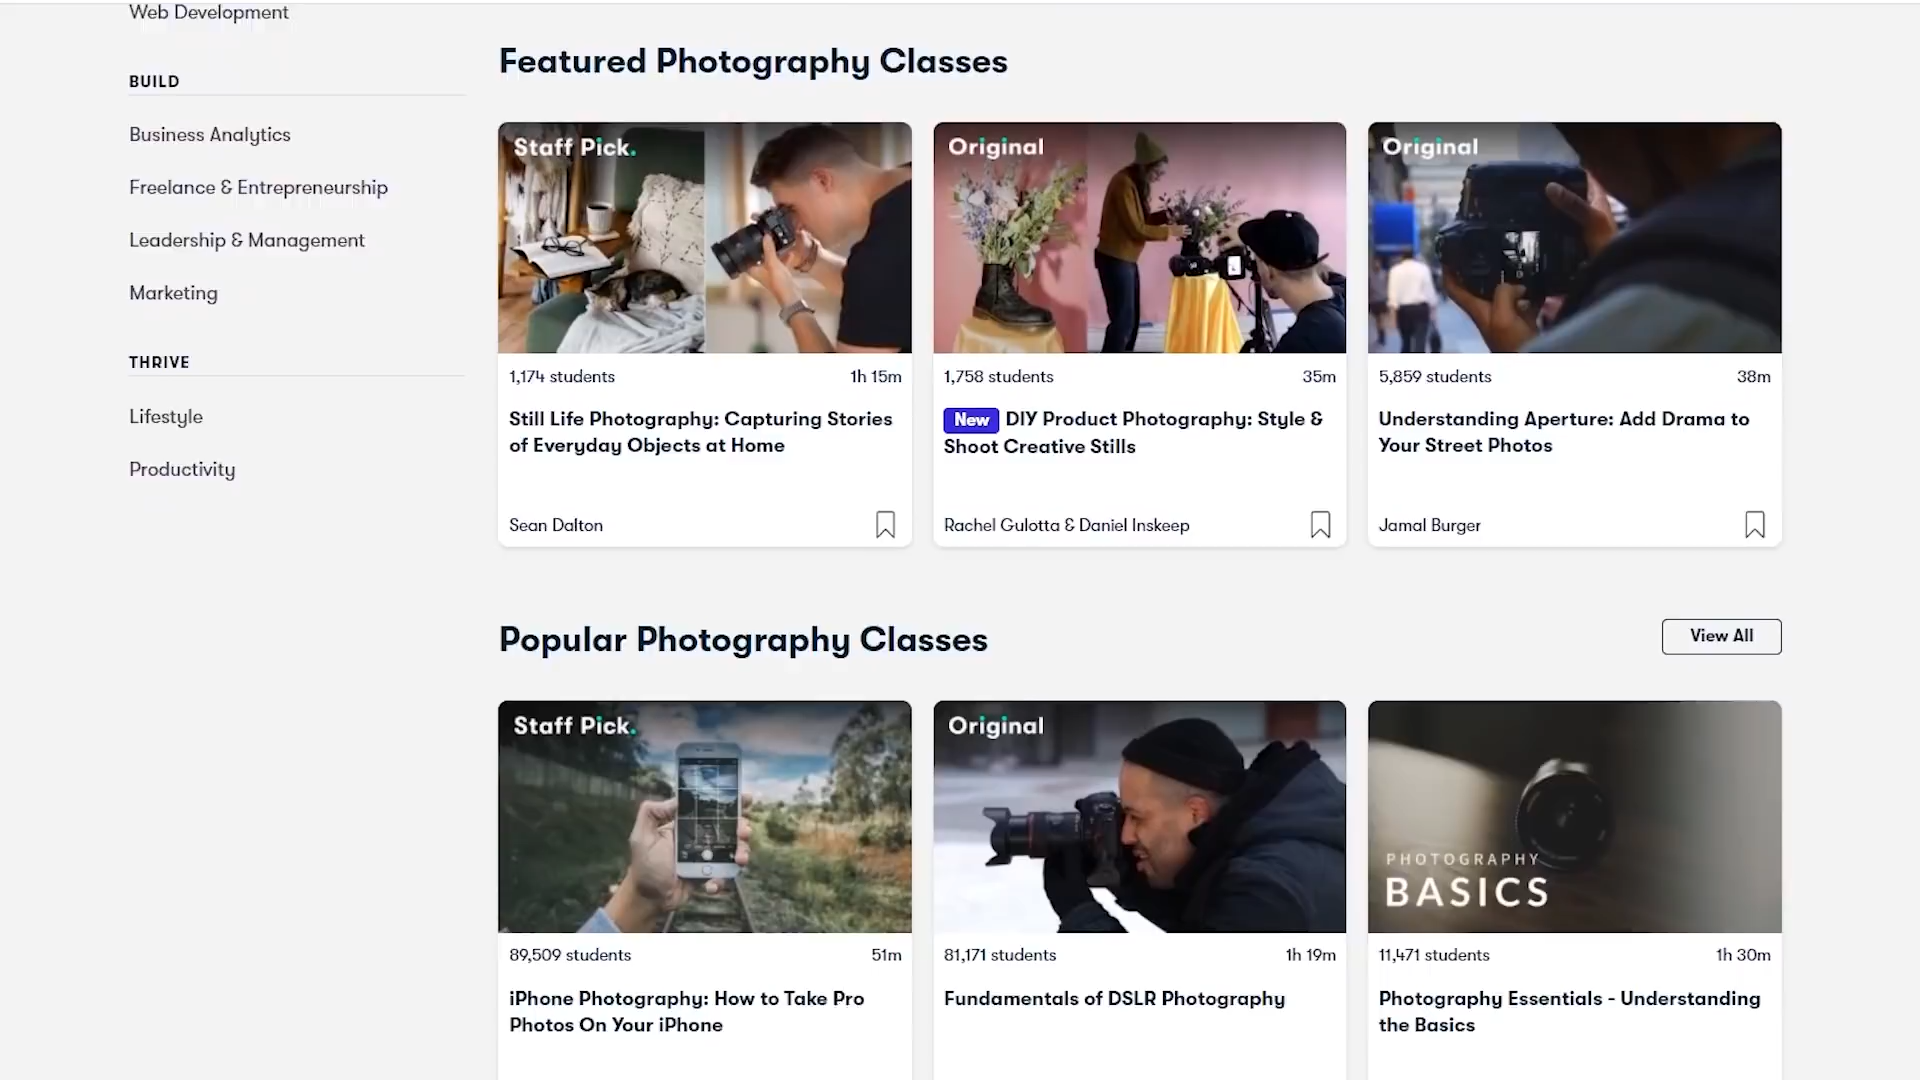 Web Development
BUILD
Business Analytics
Freelance & Entrepreneurship
Leadership & Management
Marketing
THRIVE
Lifestyle
Productivity
Featured Photography Classes
Staff Pick.
1,174 students 1h 15m
Still Life Photography: Capturing Stories
of Everyday Objects at Home
Sean Dalton
Original
1,758 students 35m
New DIY Product Photography: Style &
Shoot Creative Stills
Rachel Gulotta & Daniel Inskeep
Original
5,859 students 38m
Understanding Aperture: Add Drama to
Your Street Photos
Jamal Burger
Popular Photography Classes
View All
Staff Pick.
89,509 students 51m
iPhone Photography: How to Take Pro
Photos On Your iPhone
Original
81,171 students 1h 19m
Fundamentals of DSLR Photography
PHOTOGRAPHY
BASICS
11,471 students 1h 30m
Photography Essentials - Understanding
the Basics